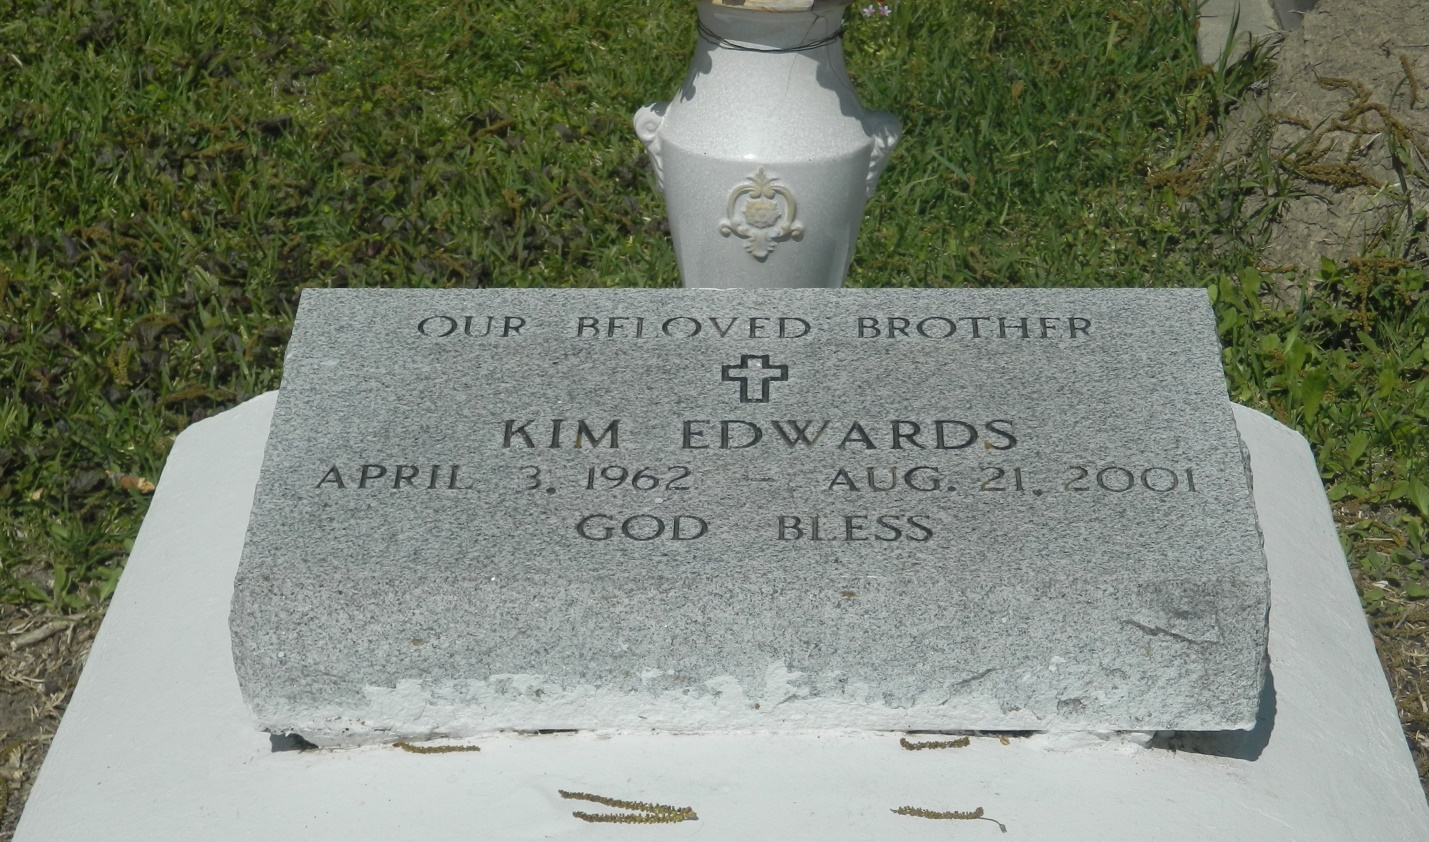 OUR BELOVED BROTHER
KIM EDWARDS
APRIL 3, 1962 - AUG. 21, 2001
GOD BLESS